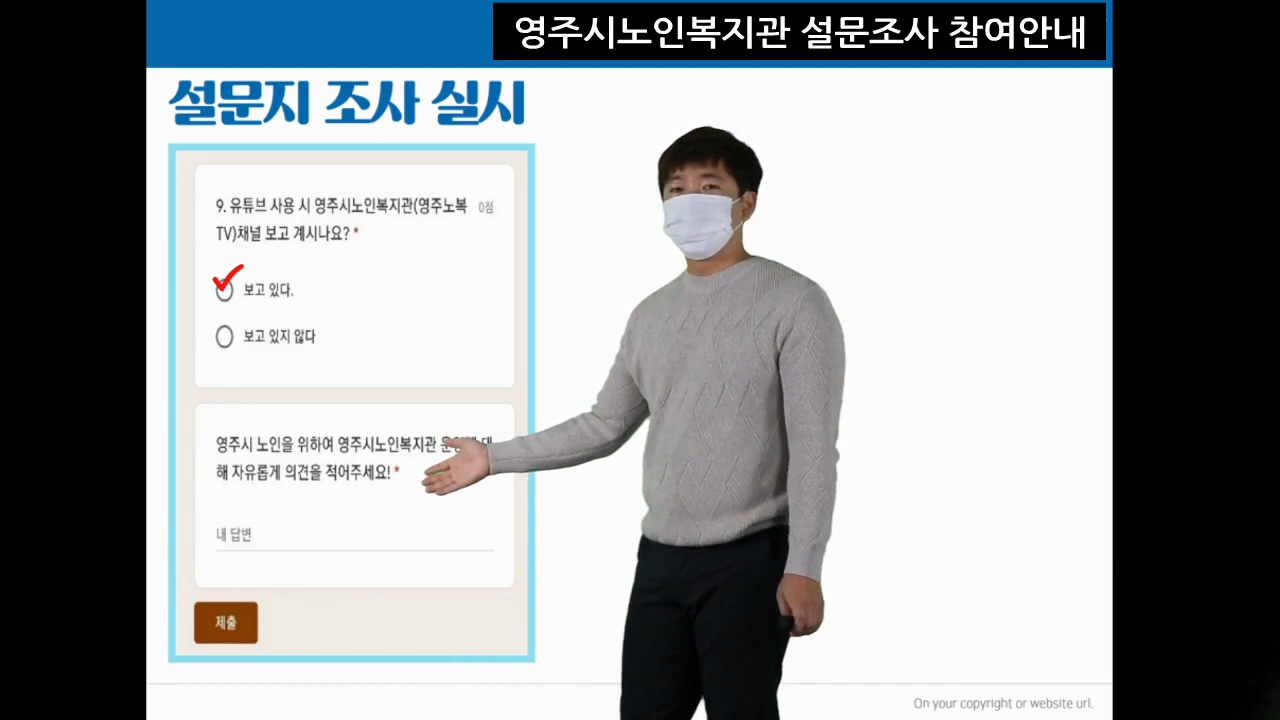 영주시노인복지관 설문조사 참여안내
설문지 조사 실시
9. 유튜브 사용 시 영주시노인복지관(영주노복 0점
TV)채널 보고 계시나요? *
보고 있다.
보고 있지 않다
영주시 노인을 위하여 영주시노인복지관
해 자유롭게 의견을 적어주세요! *
내 답변
제출
On your copyright or website url.